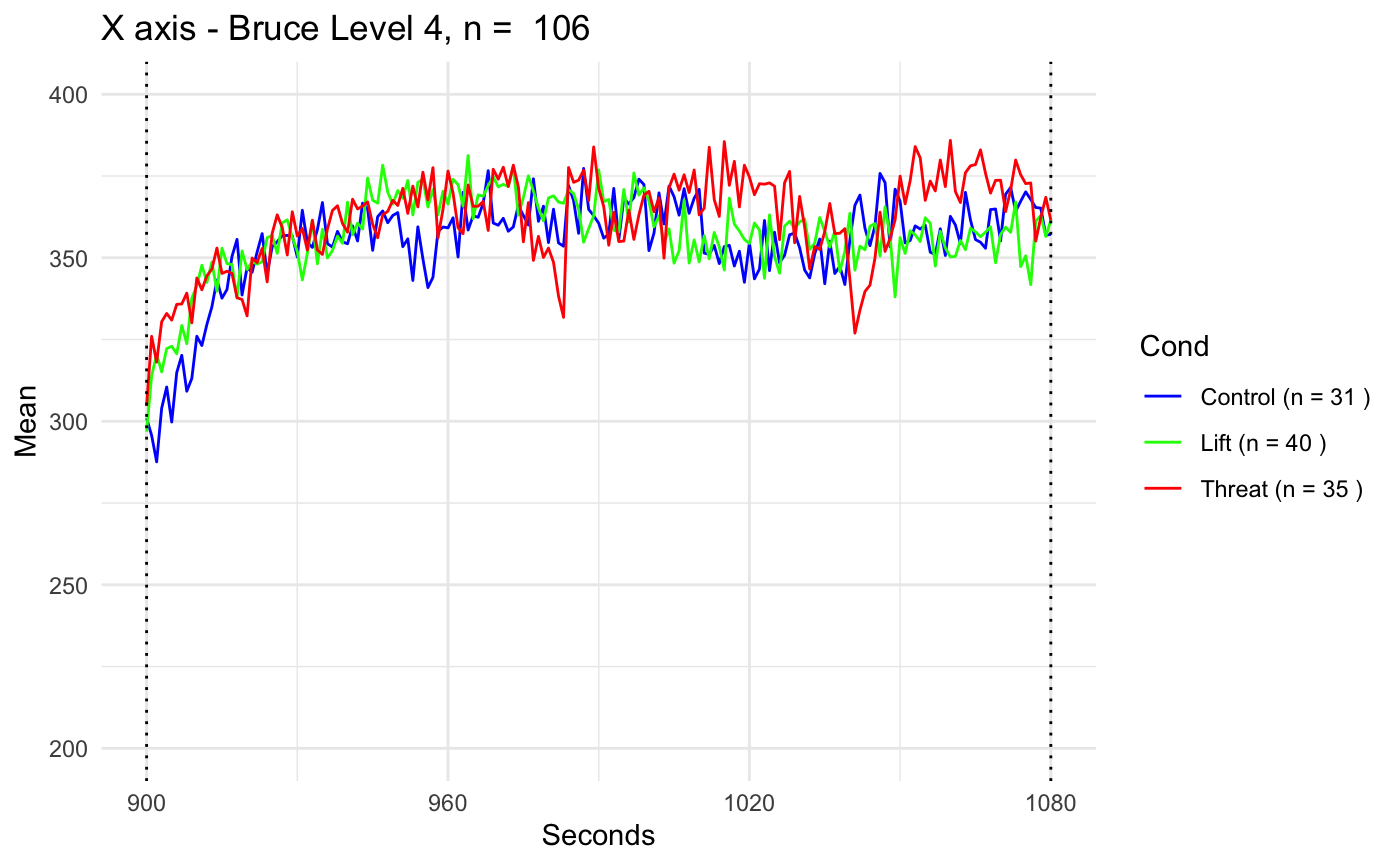 X axis - Bruce Level 4, n =  106
400
350
300
250
200
Mean
900
960
1020
1080
Seconds
Cond
Control (n = 31 )
Lift (n = 40 )
Threat (n = 35 )